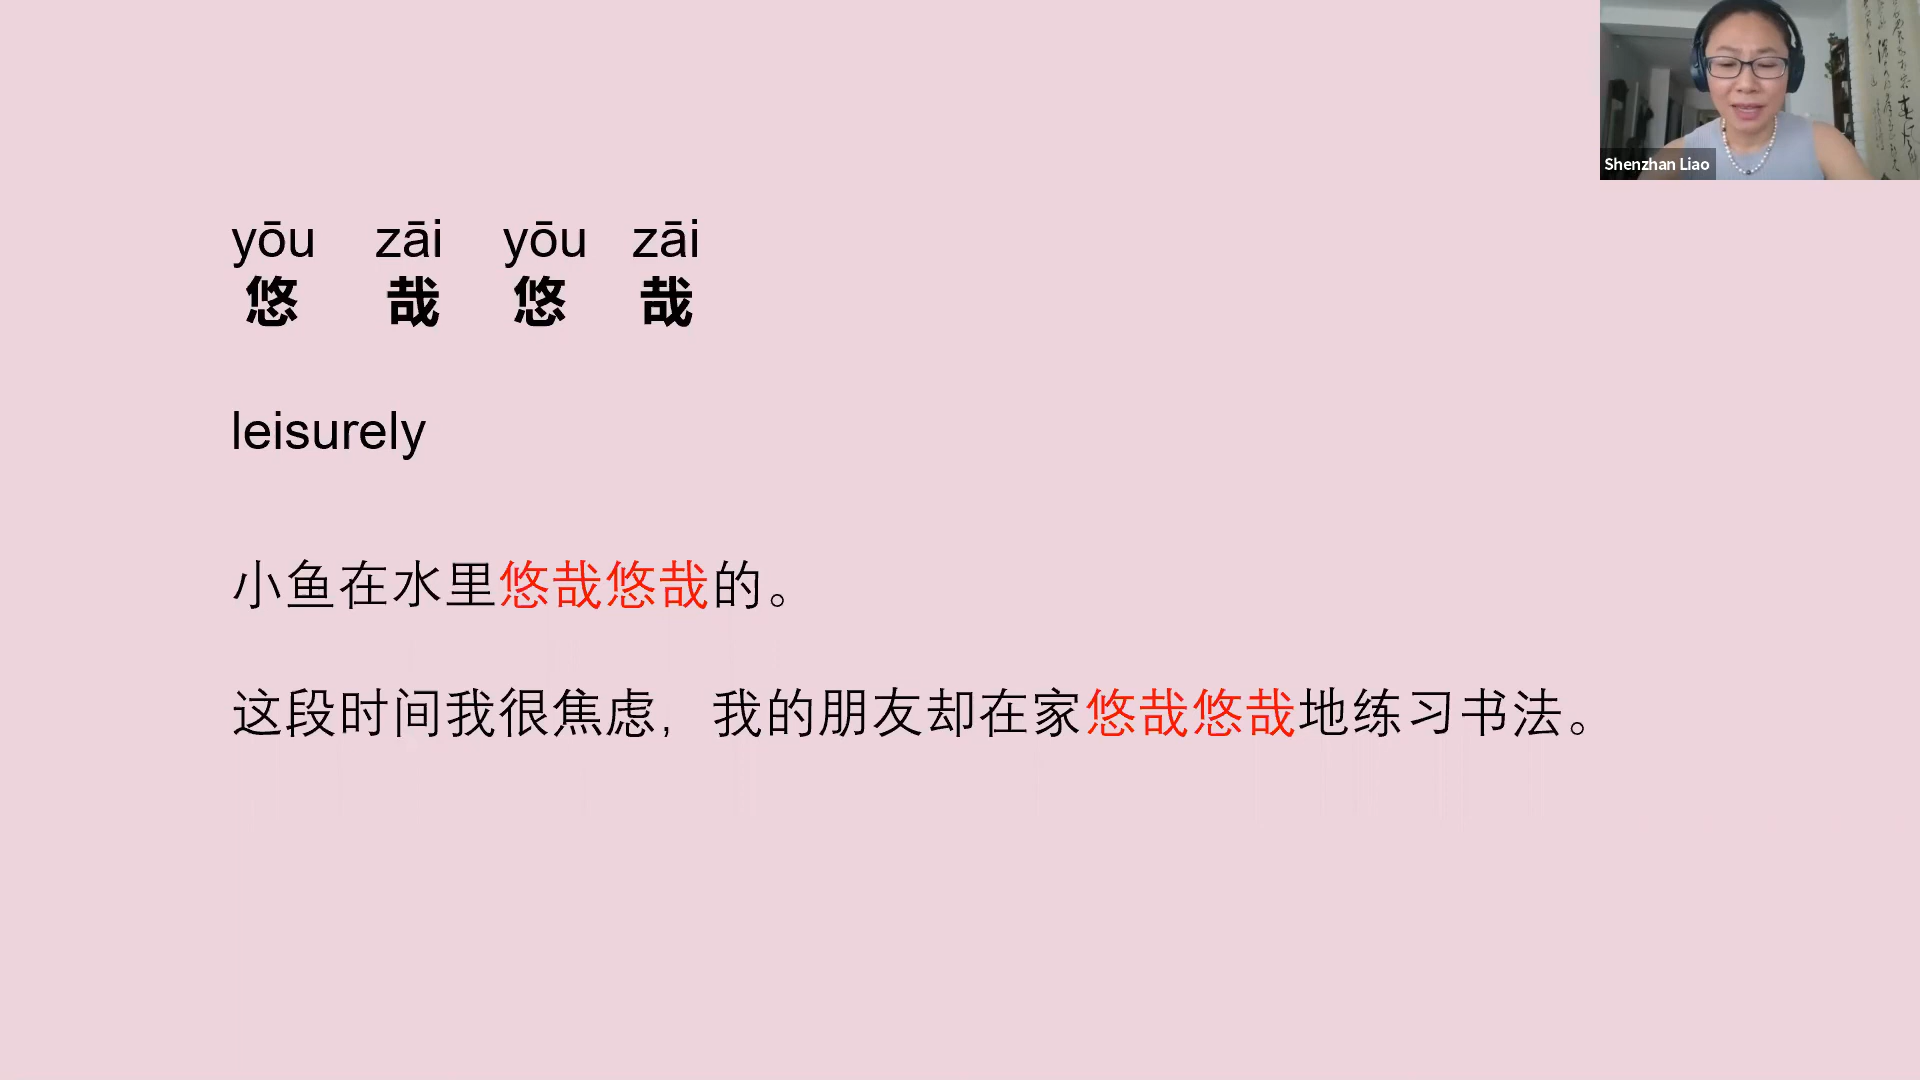 Shenzhan Liao
yōu zāi yōu zāi
悠 哉 悠 哉
leisurely
小鱼在水里悠哉悠哉的。
这段时间我很焦虑，我的朋友却在家悠哉悠哉地练习书法。